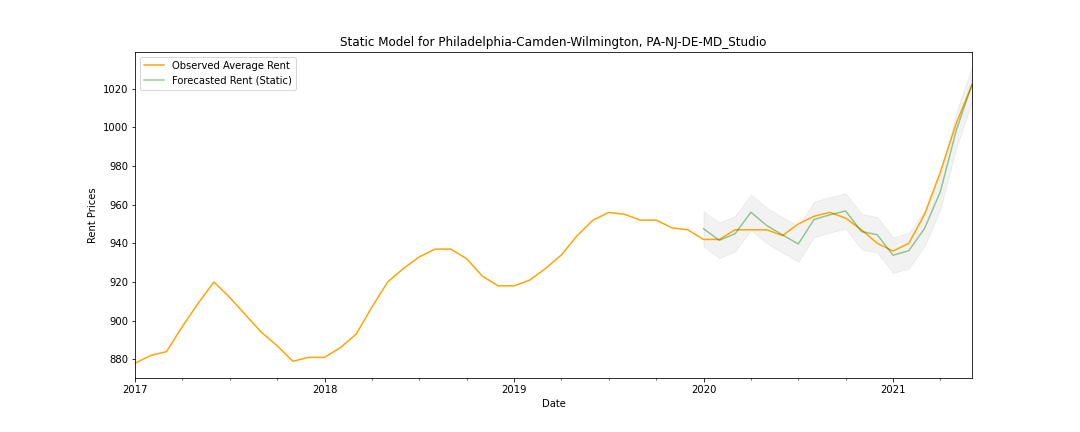 Static Model for Philadelphia-Camden-Wilmington, PA-NJ-DE-MD_Studio
Observed Average Rent
Forecasted Rent (Static)
1020
1000
980
960
940
920
900
880
Rent Prices
2017
2018
2019
2020
2021
Date